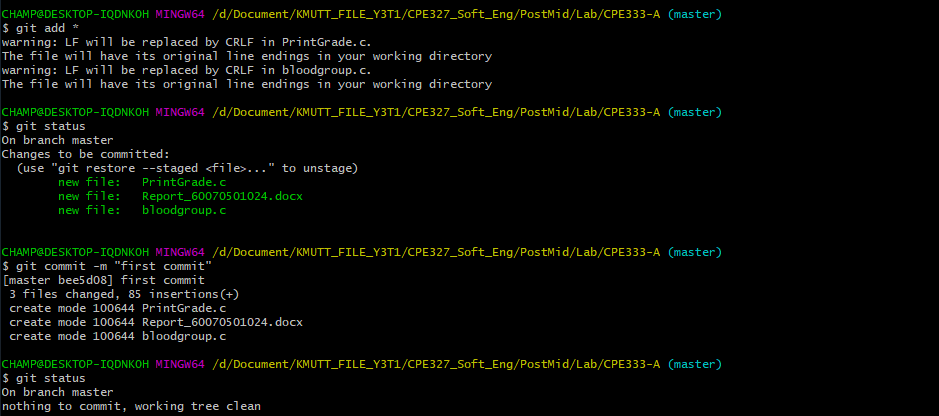 CHAMP@DESKTOP-IQDNKOH MINGW64 /d/Document/KMUTT_FILE_Y3T1/CPE327_Soft_Eng/PostMid/Lab/CPE333-A (master)
$ git add *
warning: LF will be replaced by CRLF in PrintGrade.c.
The file will have its original line endings in your working directory
warning: LF will be replaced by CRLF in bloodgroup.c.
The file will have its original line endings in your working directory
CHAMP@DESKTOP-IQDNKOH MINGW64 /d/Document/KMUTT_FILE_Y3T1/CPE327_Soft_Eng/PostMid/Lab/CPE333-A (master)
$ git status
On branch master
Changes to be committed:
  (use "git restore --staged <file>..." to unstage)
        new file:   PrintGrade.c
        new file:   Report_60070501024.docx
        new file:   bloodgroup.c
CHAMP@DESKTOP-IQDNKOH MINGW64 /d/Document/KMUTT_FILE_Y3T1/CPE327_Soft_Eng/PostMid/Lab/CPE333-A (master)
$ git commit -m "first commit"
[master bee5d08] first commit
 3 files changed, 85 insertions(+)
 create mode 100644 PrintGrade.c
 create mode 100644 Report_60070501024.docx
 create mode 100644 bloodgroup.c
CHAMP@DESKTOP-IQDNKOH MINGW64 /d/Document/KMUTT_FILE_Y3T1/CPE327_Soft_Eng/PostMid/Lab/CPE333-A (master)
$ git status
On branch master
nothing to commit, working tree clean